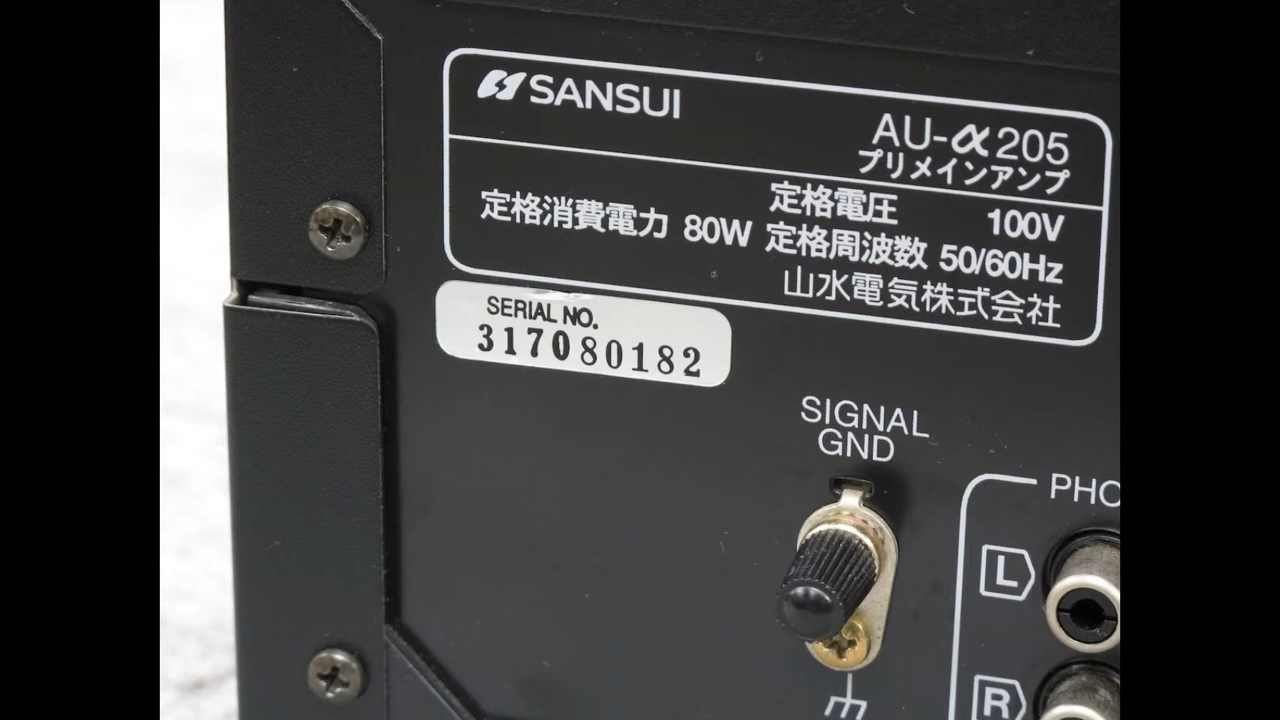 SANSUI
AU-α205
プリメインアンプ
定格電圧 100V
定格消費電力 80W 定格周波数 50/60Hz
山水電気株式会社
SERIAL NO.
317080182
SIGNAL
GND
PHO
L
R